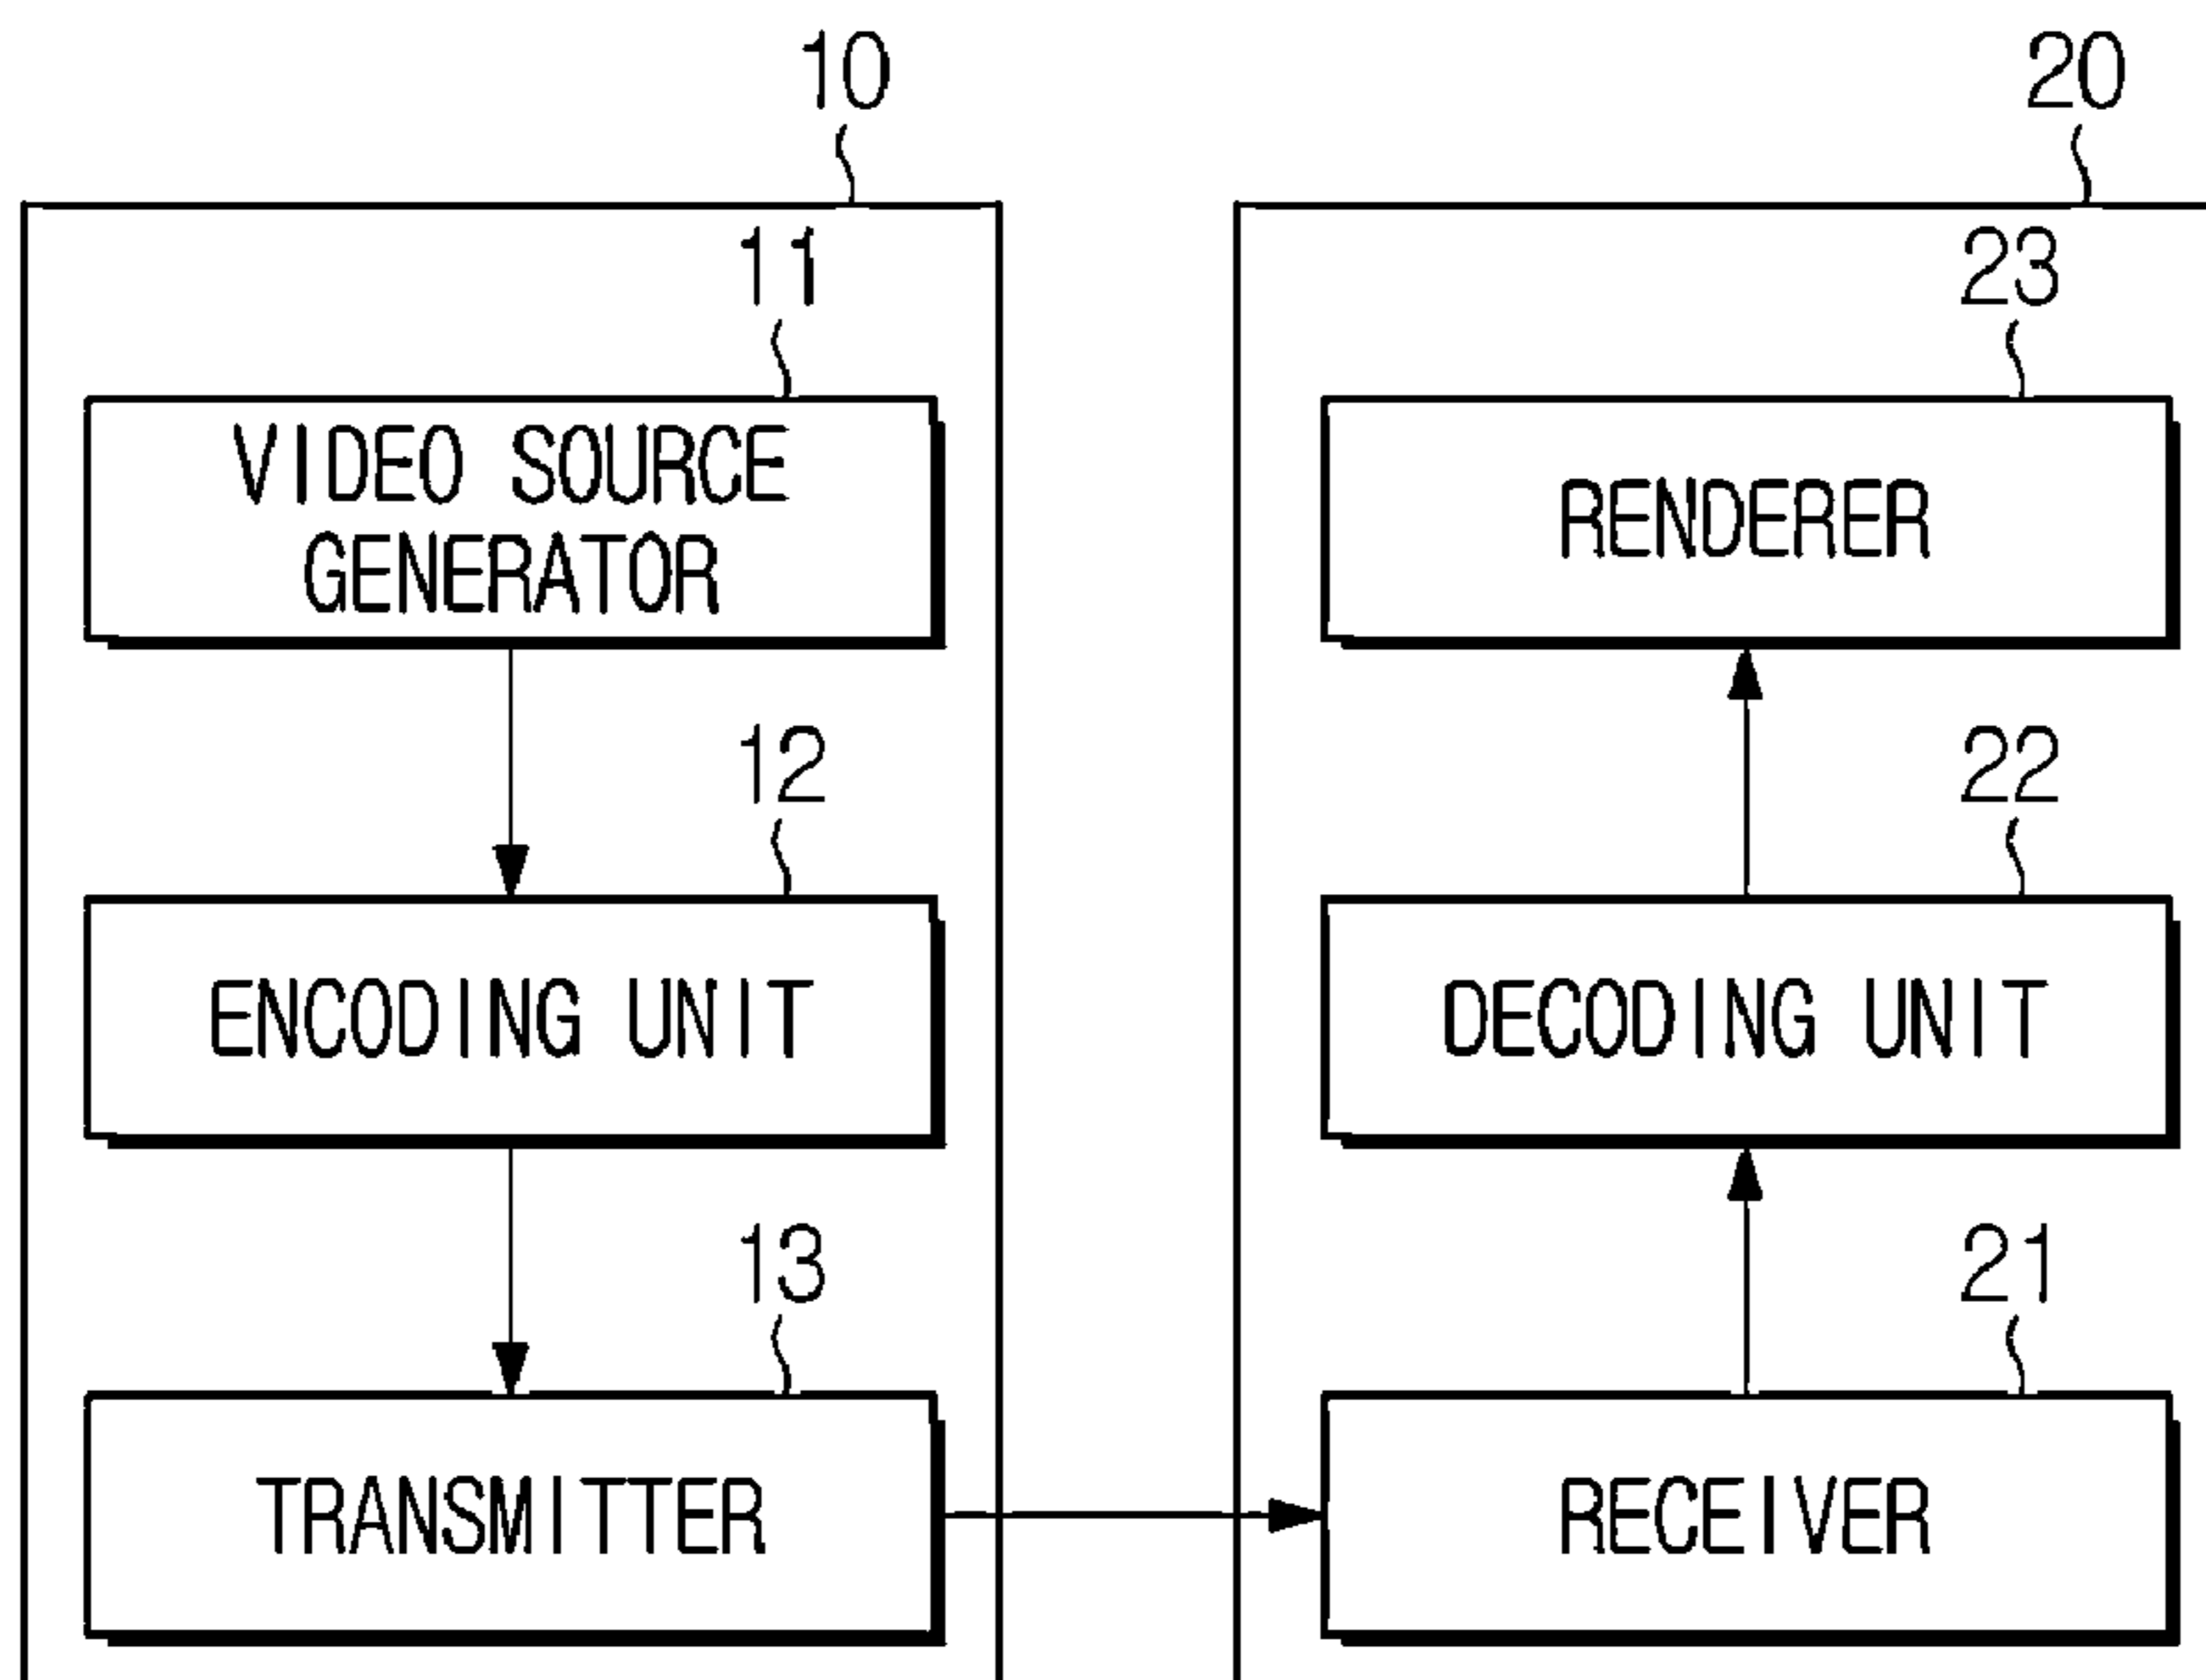 10
11
VIDEO SOURCE
GENERATOR
12
ENCODING UNIT
13
TRANSMITTER
20
23
RENDERER
22
DECODING UNIT
21
RECEIVER